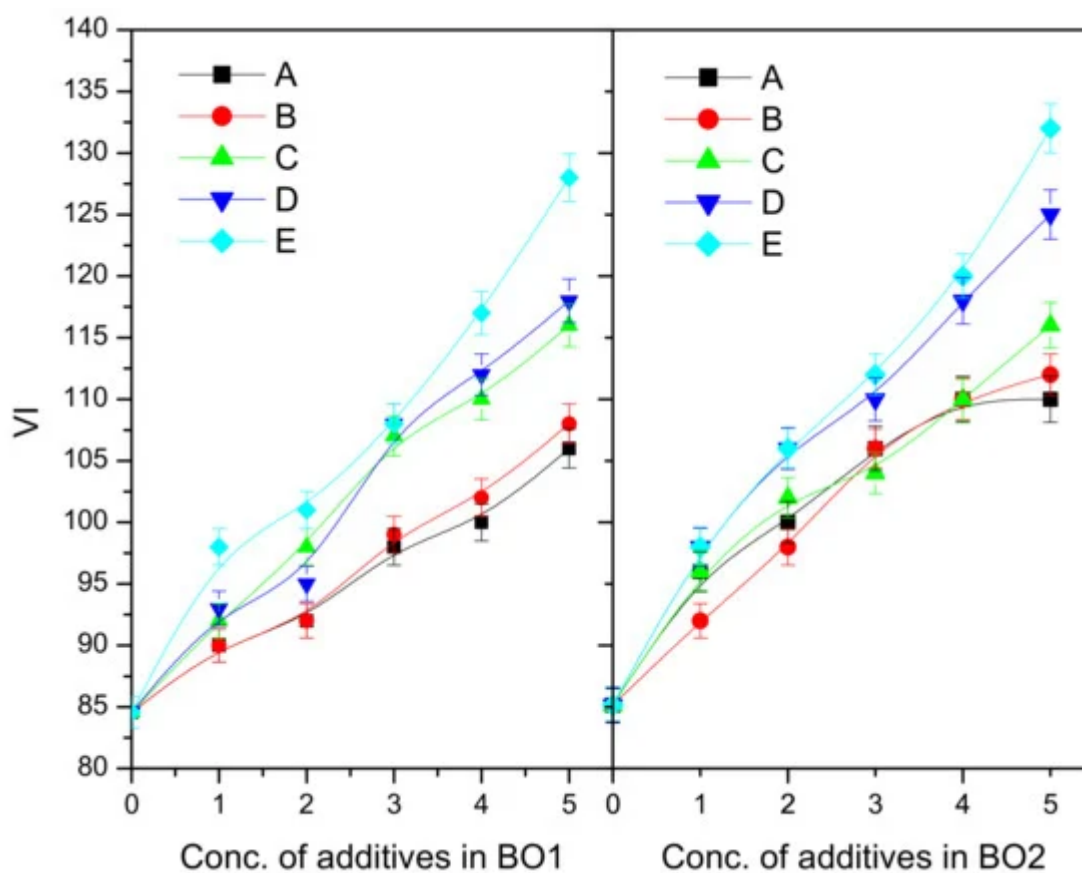 140
135
130
125
120
115
110
105
100
95
90
85
80
VI
A
B
C
D
E
0 1 2 3 4 5
Conc. of additives in BO1
A
B
C
D
E
0 1 2 3 4 5
Conc. of additives in BO2